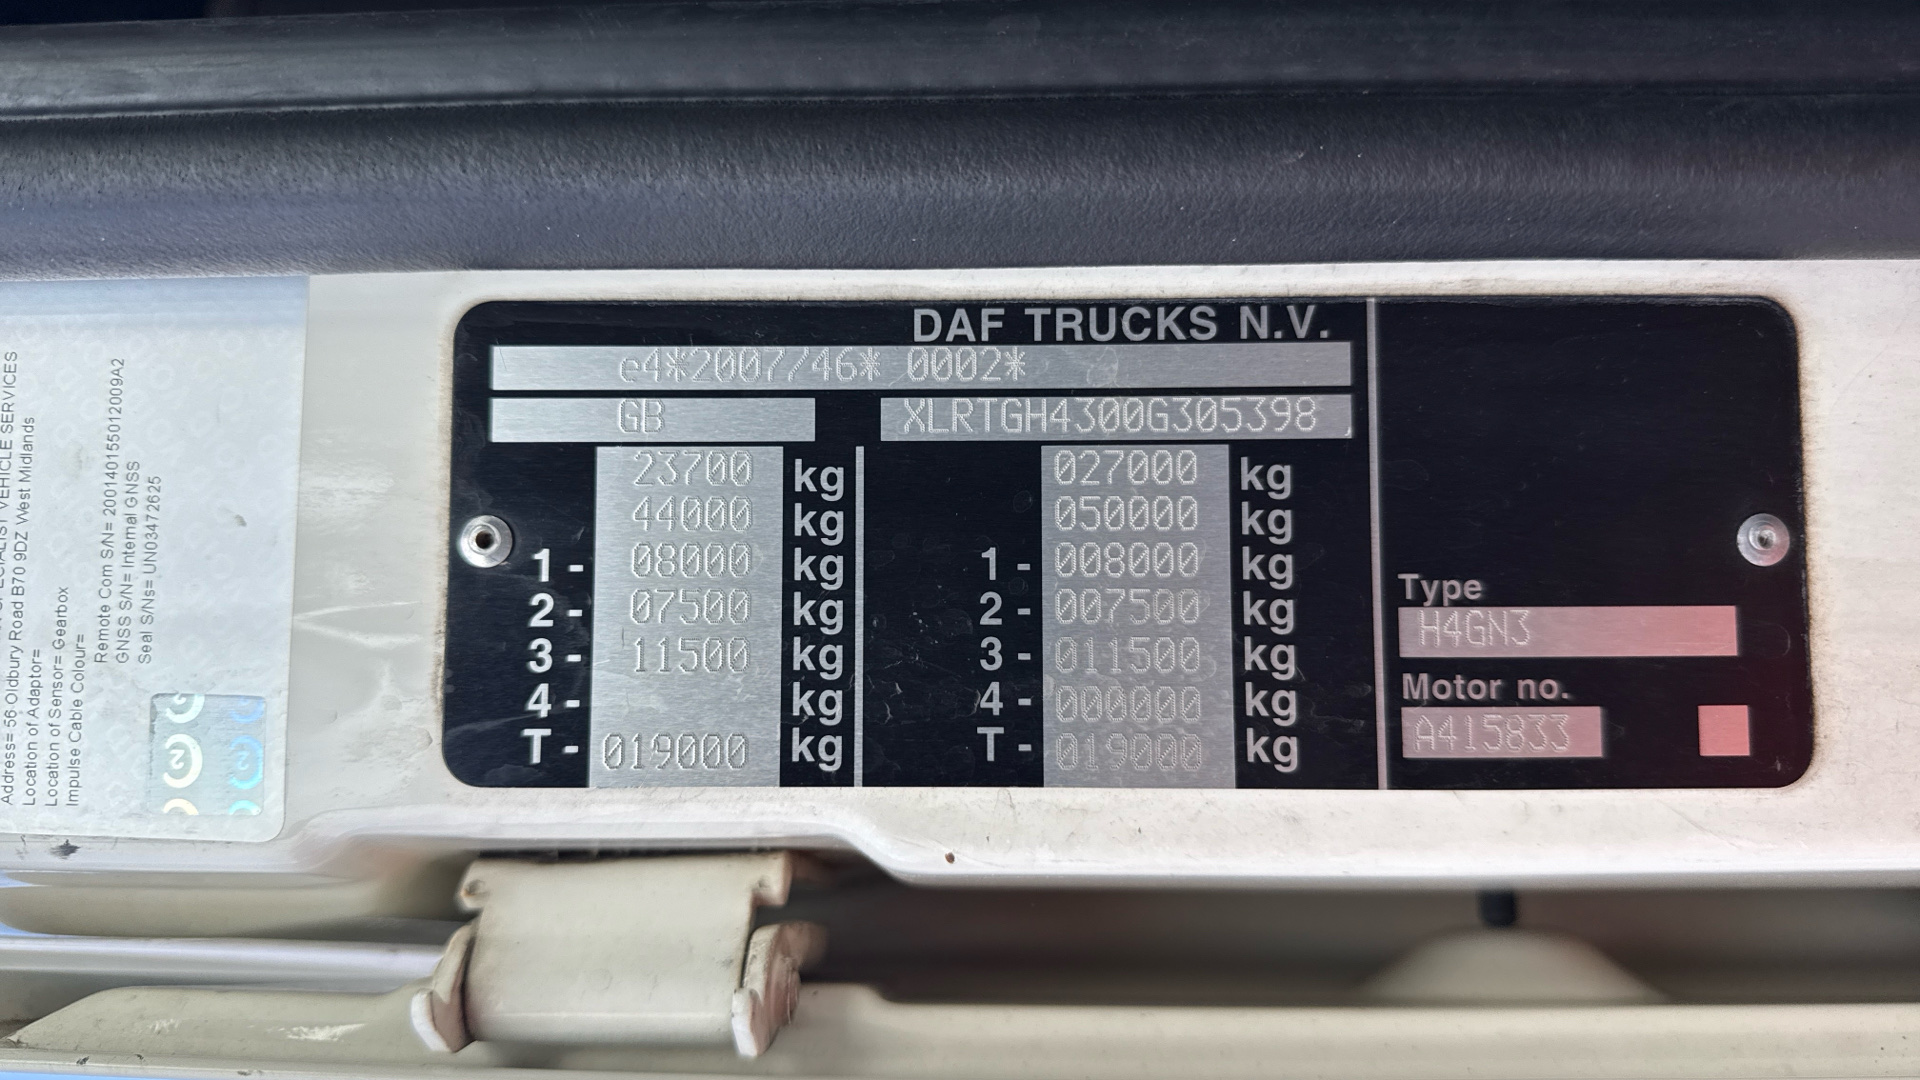 DAF TRUCKS N.V.
e4*2007/46* 0002*
GB XLRTGH4300G305398
23700 kg 027000 kg
44000 kg 050000 kg
1 - 08000 kg 1 - 008000 kg
2 - 07500 kg 2 - 007500 kg
3 - 11500 kg 3 - 011500 kg
4 - kg 4 - 000000 kg
T - 019000 kg T - 019000 kg
Type
H4GN3
Motor no.
A415833
VEHICLE SERVICES
Address= 56 Oldbury Road B70 9DZ West Midlands
Location of Adaptor=
Location of Sensor= Gearbox
Impulse Cable Colour=
Remote Com S/N= 200140155012009A2
GNSS S/N= Internal GNSS
Seal S/Ns= UN03472625